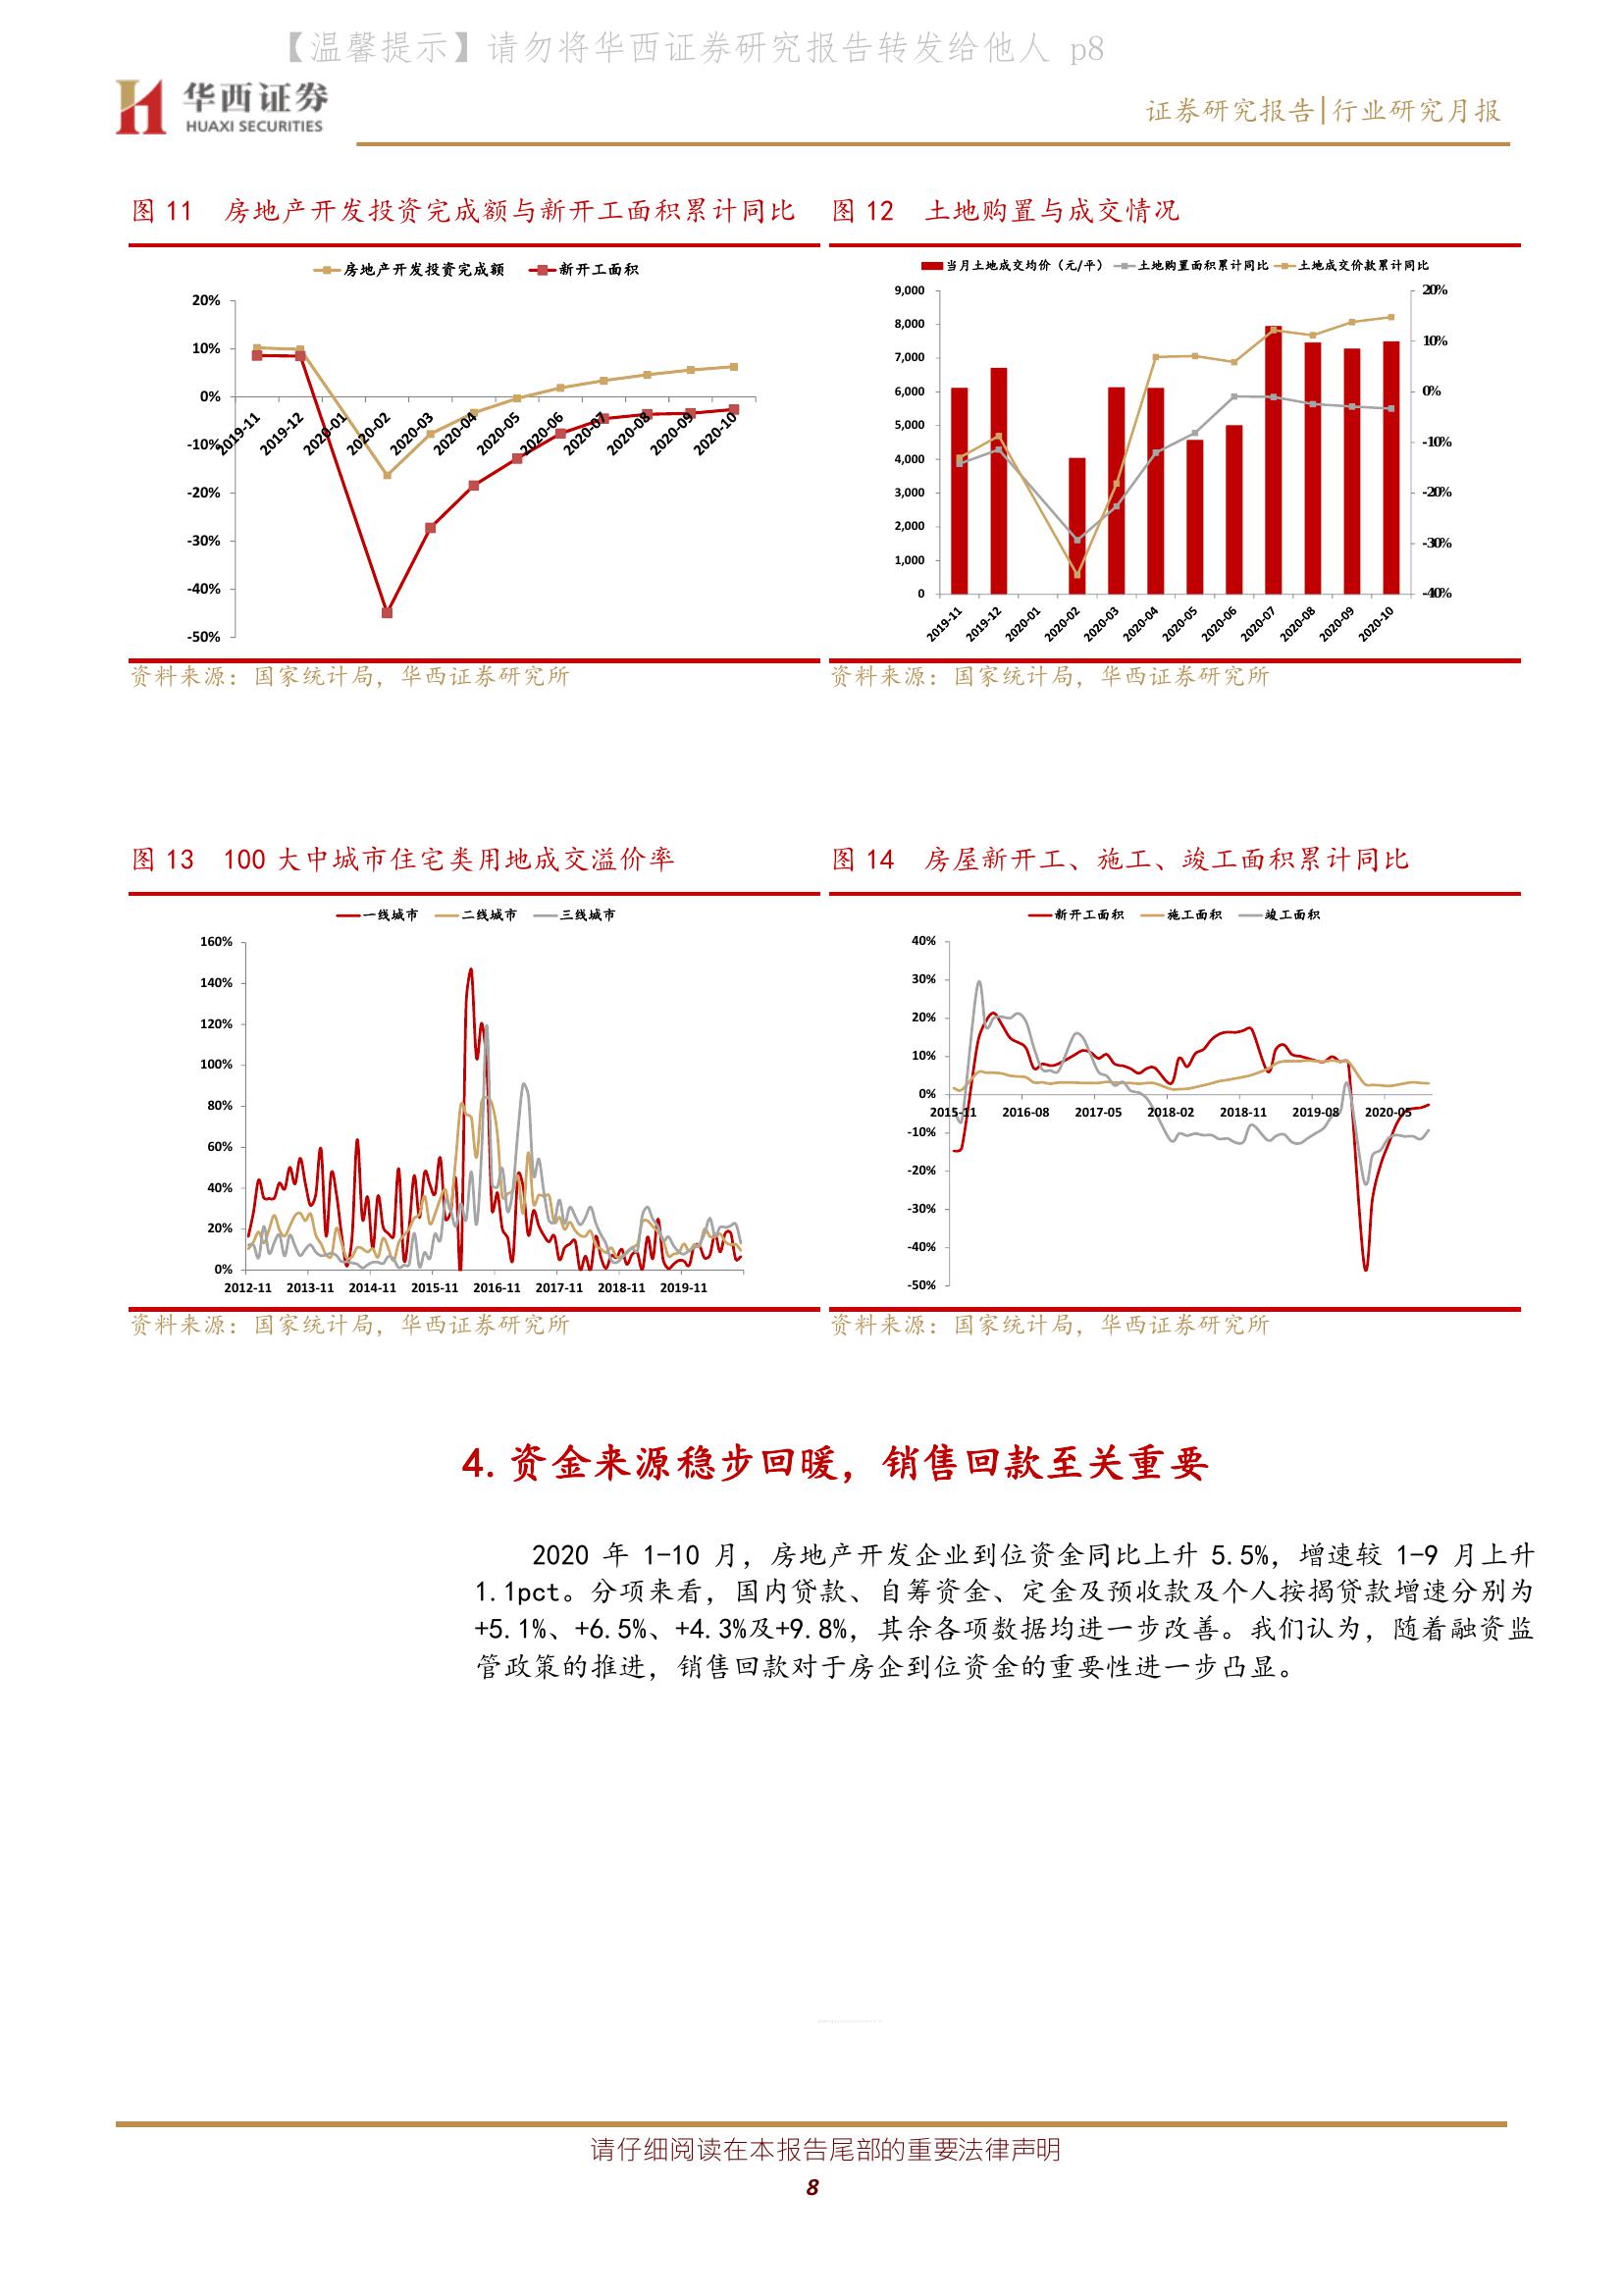 【温馨提示】请勿将华西证券研究报告转发给他人 p8
华西证券
HUAXI SECURITIES
证券研究报告|行业研究月报
图 11 房地产开发投资完成额与新开工面积累计同比
房地产开发投资完成额 新开工面积
20%
10%
0%
-10%
-20%
-30%
-40%
-50%
2019-11 2019-12 2020-01 2020-02 2020-03 2020-04 2020-05 2020-06 2020-07 2020-08 2020-09 2020-10
资料来源：国家统计局，华西证券研究所
图 12 土地购置与成交情况
当月土地成交均价（元/平） 土地购置面积累计同比 土地成交价款累计同比
9,000
8,000
7,000
6,000
5,000
4,000
3,000
2,000
1,000
0
20%
10%
0%
-10%
-20%
-30%
-40%
2019-11 2019-12 2020-01 2020-02 2020-03 2020-04 2020-05 2020-06 2020-07 2020-08 2020-09 2020-10
资料来源：国家统计局，华西证券研究所
图 13 100 大中城市住宅类用地成交溢价率
一线城市 二线城市 三线城市
160%
140%
120%
100%
80%
60%
40%
20%
0%
2012-11 2013-11 2014-11 2015-11 2016-11 2017-11 2018-11 2019-11
资料来源：国家统计局，华西证券研究所
图 14 房屋新开工、施工、竣工面积累计同比
新开工面积 施工面积 竣工面积
40%
30%
20%
10%
0%
-10%
-20%
-30%
-40%
-50%
2015-11 2016-08 2017-05 2018-02 2018-11 2019-08 2020-05
资料来源：国家统计局，华西证券研究所
4. 资金来源稳步回暖，销售回款至关重要
2020 年 1-10 月，房地产开发企业到位资金同比上升 5.5%，增速较 1-9 月上升
1.1pct。分项来看，国内贷款、自筹资金、定金及预收款及个人按揭贷款增速分别为
+5.1%、+6.5%、+4.3%及+9.8%，其余各项数据均进一步改善。我们认为，随着融资监
管政策的推进，销售回款对于房企到位资金的重要性进一步凸显。
请仔细阅读在本报告尾部的重要法律声明
8